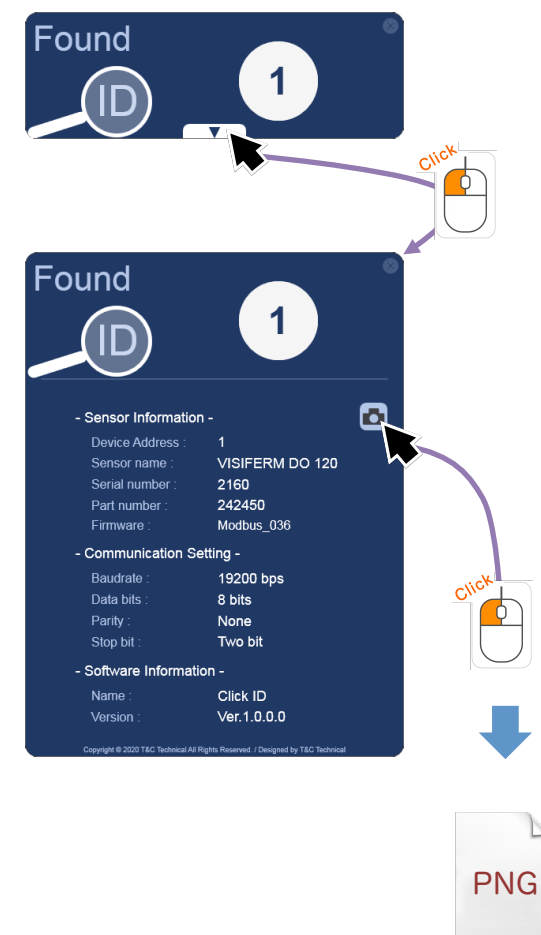 Found
ID
1
Click
Found
ID
1
- Sensor Information -
Device Address : 1
Sensor name : VISIFERM DO 120
Serial number : 2160
Part number : 242450
Firmware : Modbus_036
- Communication Setting -
Baudrate : 19200 bps
Data bits : 8 bits
Parity : None
Stop bit : Two bit
- Software Information -
Name : Click ID
Version : Ver.1.0.0.0
Copyright © 2020 T&C Technical All Rights Reserved. / Designed by T&C Technical
Click
PNG